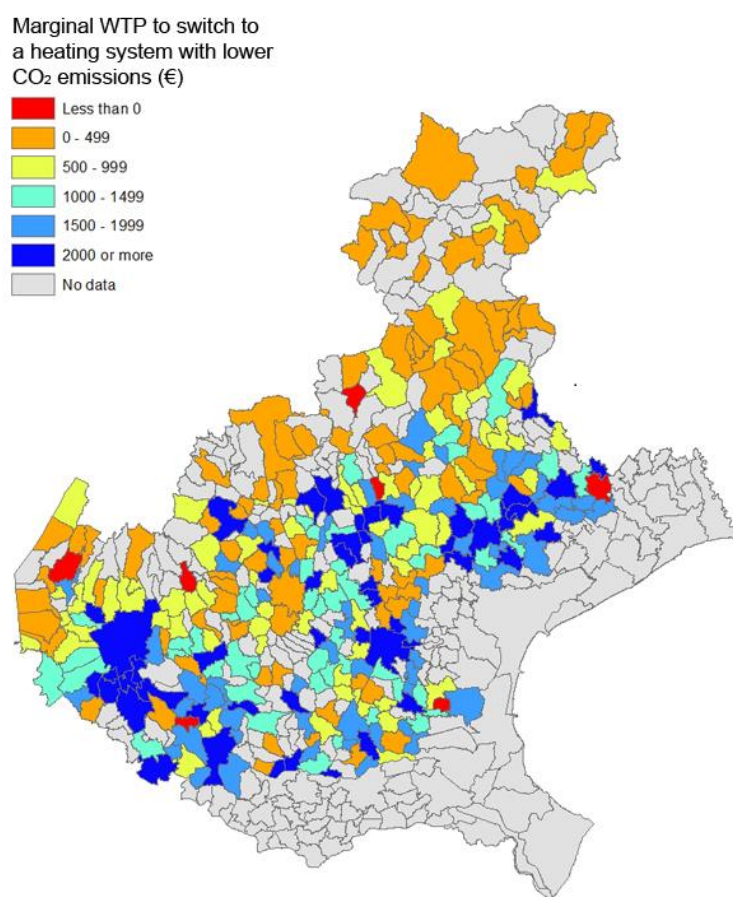 Marginal WTP to switch to
a heating system with lower
CO₂ emissions (€)
Less than 0
0 - 499
500 - 999
1000 - 1499
1500 - 1999
2000 or more
No data